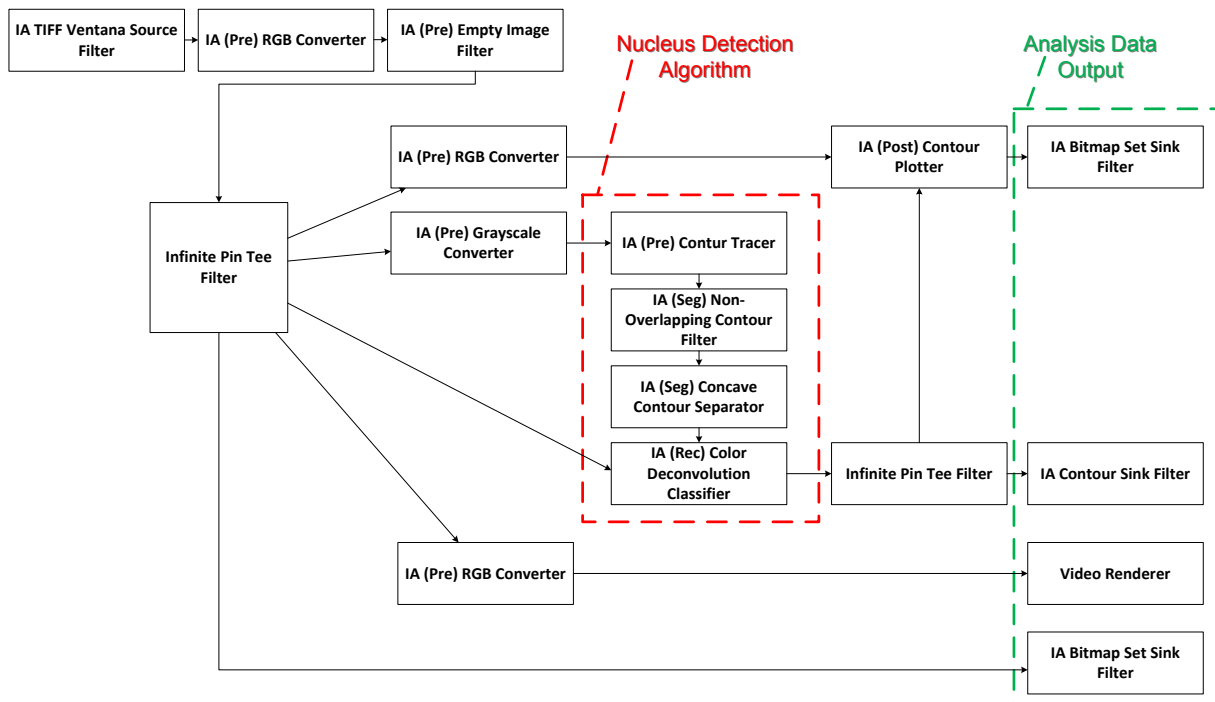 IA TIFF Ventana Source
Filter
IA (Pre) RGB Converter
IA (Pre) Empty Image
Filter
Nucleus Detection
Algorithm
Analysis Data
Output
IA (Pre) RGB Converter
IA (Post) Contour
Plotter
IA Bitmap Set Sink
Filter
Infinite Pin Tee
Filter
IA (Pre) Grayscale
Converter
IA (Pre) Contur Tracer
IA (Seg) Non-
Overlapping Contour
Filter
IA (Seg) Concave
Contour Separator
IA (Rec) Color
Deconvolution
Classifier
Infinite Pin Tee Filter
IA Contour Sink Filter
IA (Pre) RGB Converter
Video Renderer
IA Bitmap Set Sink
Filter